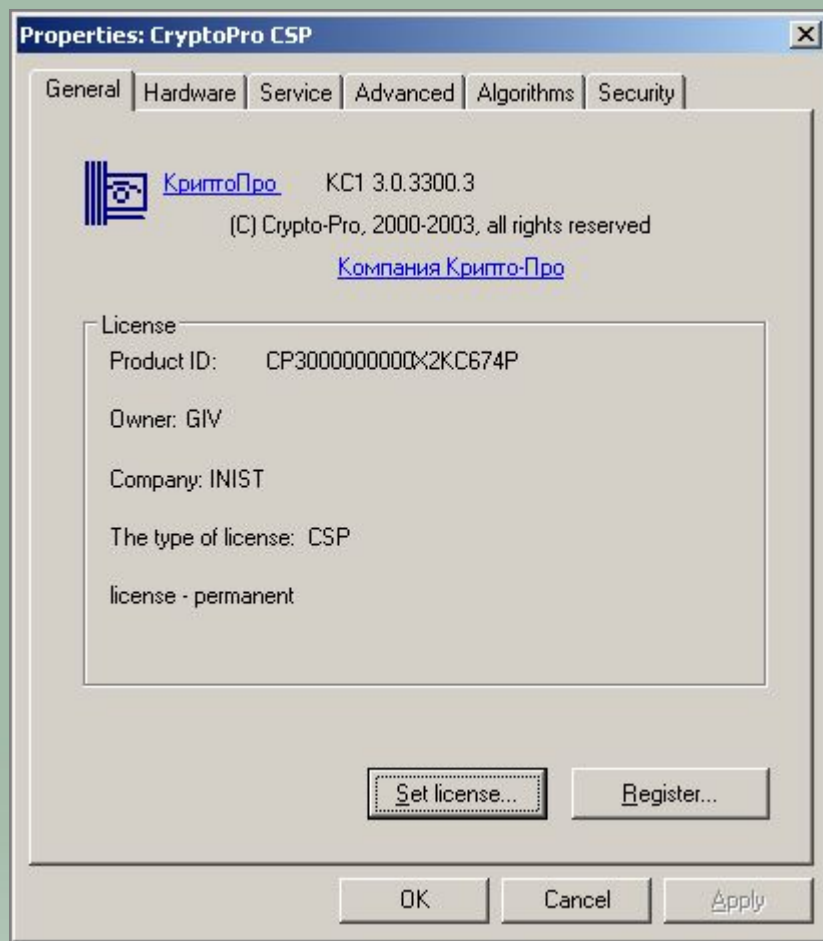 Properties: CryptoPro CSP
General Hardware Service Advanced Algorithms Security
КриптоПро KC1 3.0.3300.3
(C) Crypto-Pro, 2000-2003, all rights reserved
Компания Крипто-Про
License
Product ID: CP3000000000X2KC674P
Owner: GIV
Company: INIST
The type of license: CSP
license - permanent
Set license... Register...
OK Cancel Apply